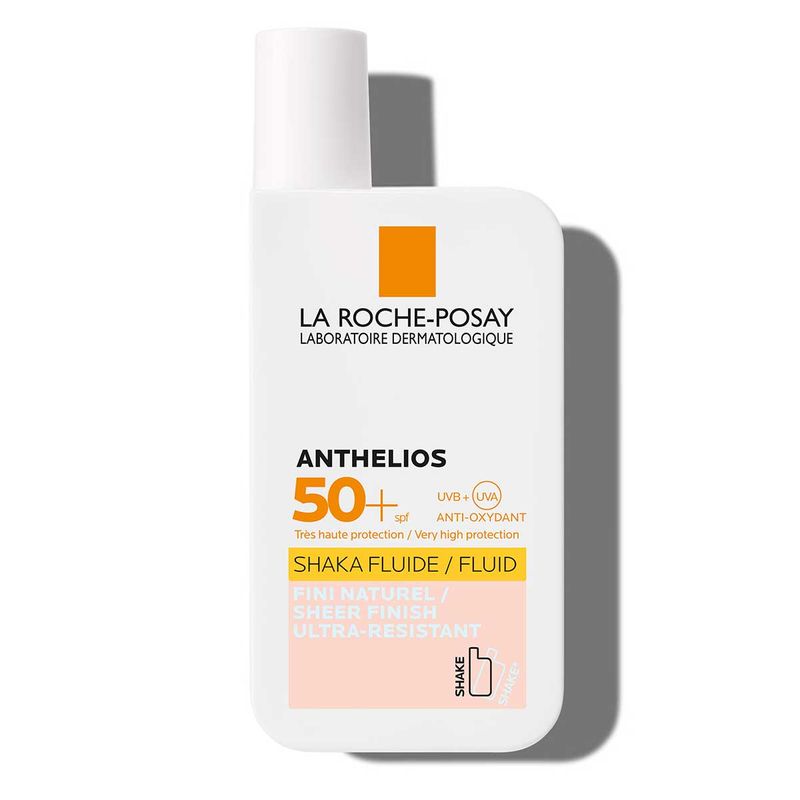 LA ROCHE-POSAY
LABORATOIRE DERMATOLOGIQUE
ANTHELIOS
50+ spf
UVB + UVA
ANTI-OXYDANT
Très haute protection / Very high protection
SHAKA FLUIDE / FLUID
FINI NATUREL /
SHEER FINISH
ULTRA-RESISTANT
SHAKE
SHAKE*